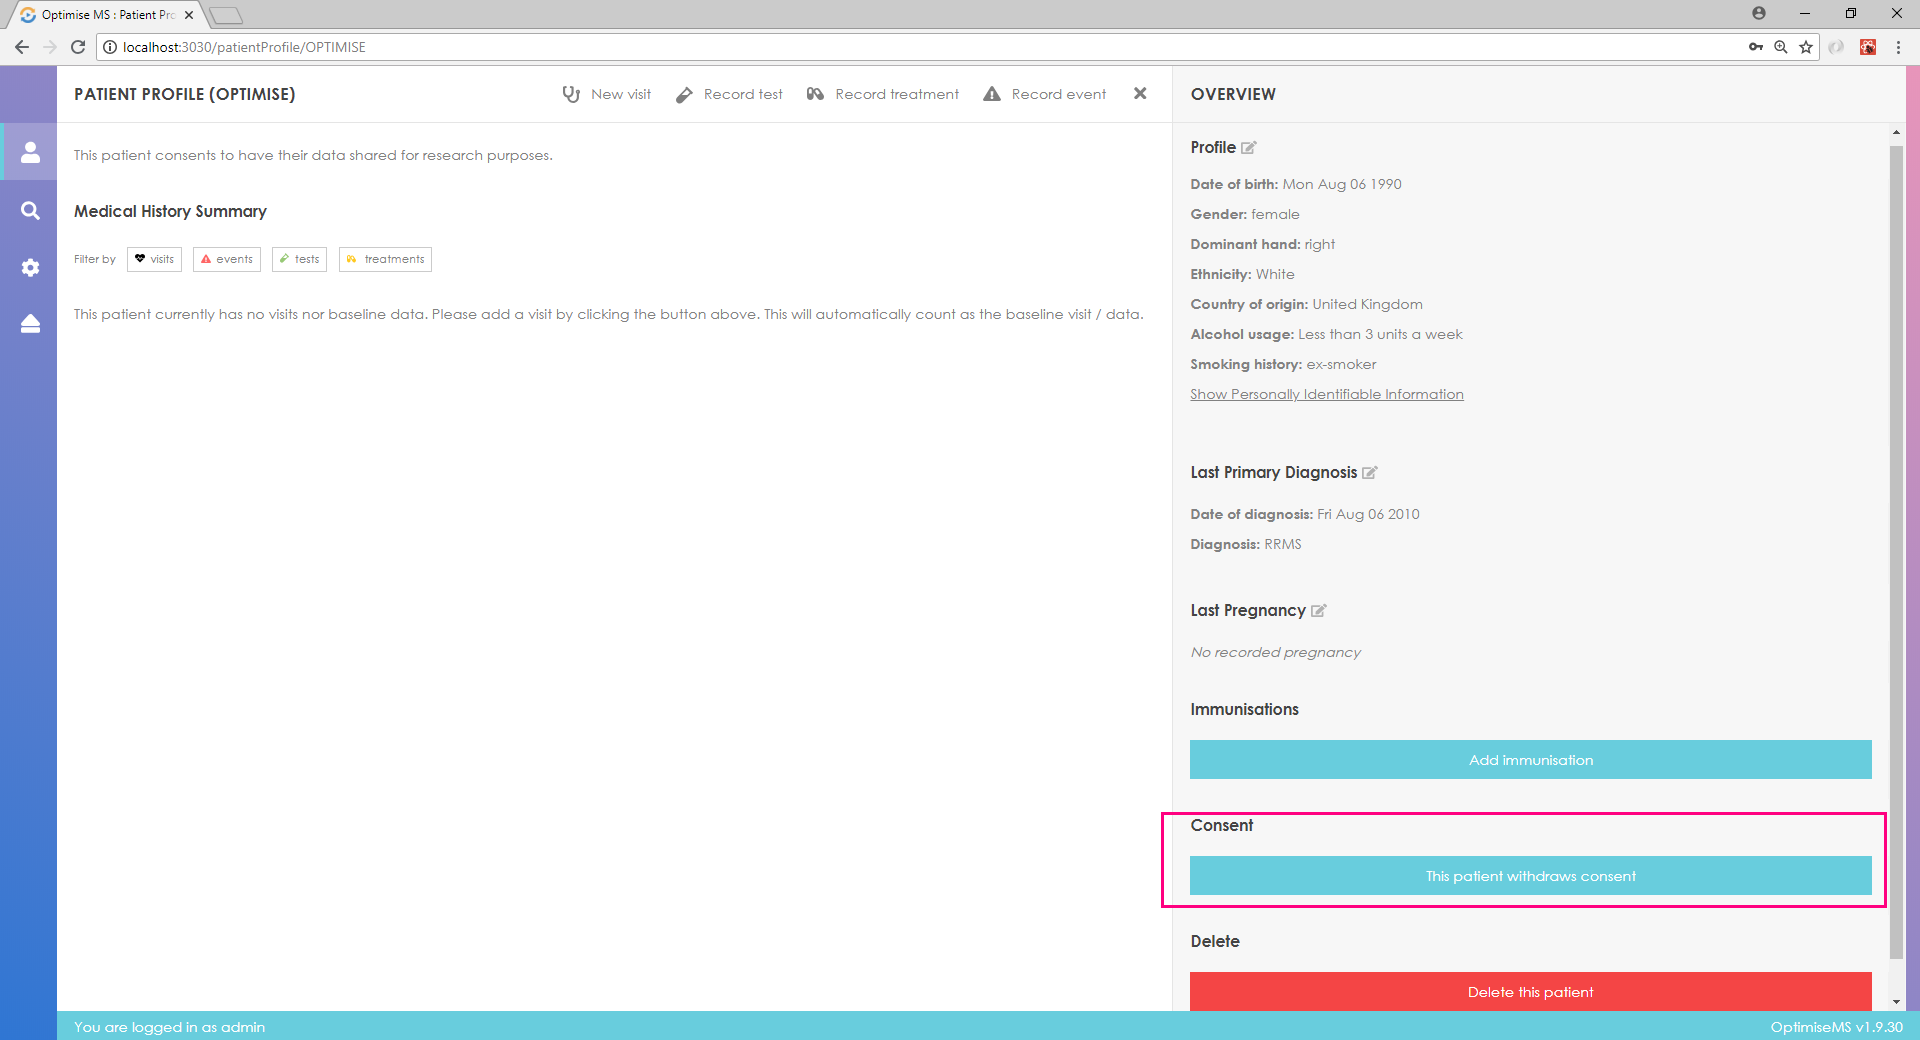 Optimise MS : Patient Pro
localhost:3030/patientProfile/OPTIMISE
PATIENT PROFILE (OPTIMISE)
New visit
Record test
Record treatment
Record event
This patient consents to have their data shared for research purposes.
Medical History Summary
Filter by
visits
events
tests
treatments
This patient currently has no visits nor baseline data. Please add a visit by clicking the button above. This will automatically count as the baseline visit / data.
OVERVIEW
Profile
Date of birth: Mon Aug 06 1990
Gender: female
Dominant hand: right
Ethnicity: White
Country of origin: United Kingdom
Alcohol usage: Less than 3 units a week
Smoking history: ex-smoker
Show Personally Identifiable Information
Last Primary Diagnosis
Date of diagnosis: Fri Aug 06 2010
Diagnosis: RRMS
Last Pregnancy
No recorded pregnancy
Immunisations
Add immunisation
Consent
This patient withdraws consent
Delete
Delete this patient
You are logged in as admin
OptimiseMS v1.9.30